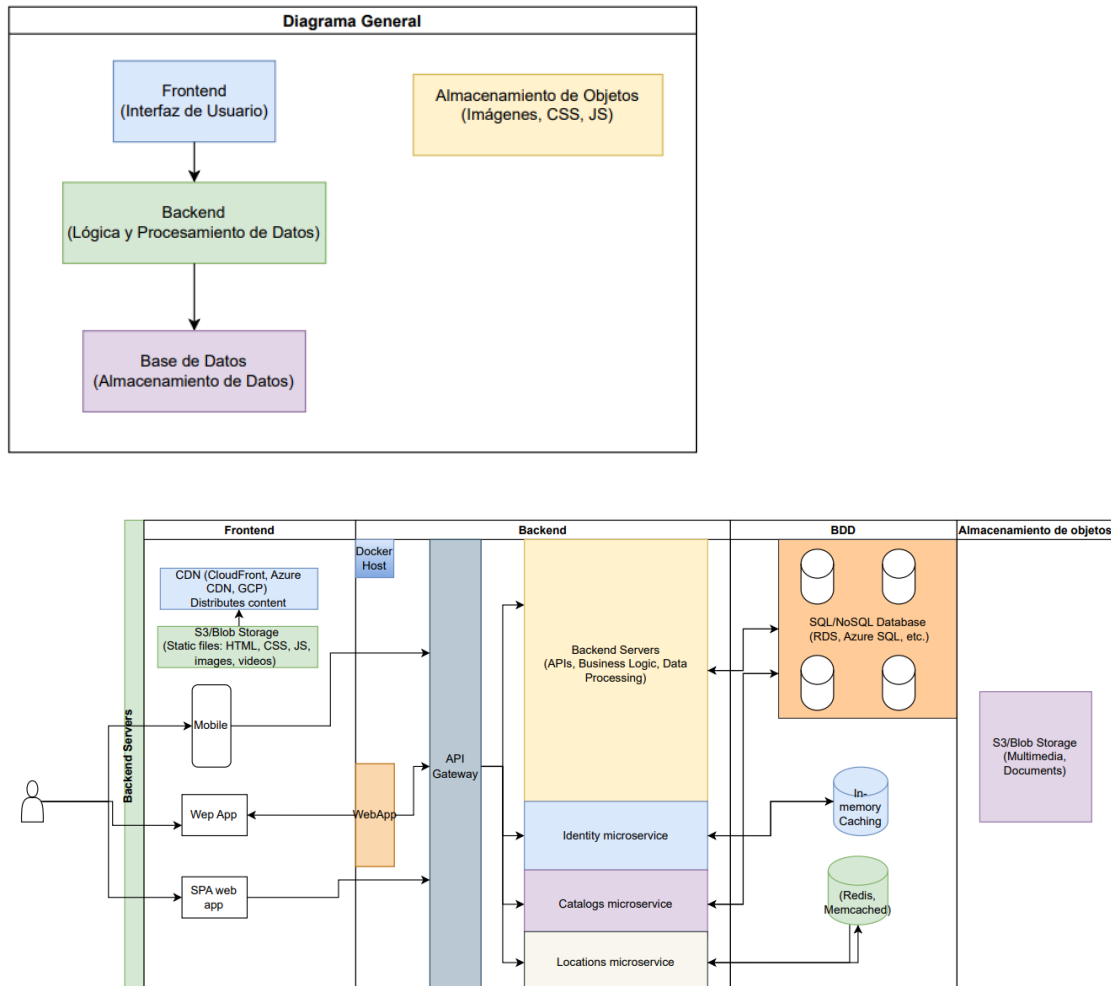 Diagrama General
Frontend
(Interfaz de Usuario)
Almacenamiento de Objetos
(Imágenes, CSS, JS)
Backend
(Lógica y Procesamiento de Datos)
Base de Datos
(Almacenamiento de Datos)
Backend Servers
Frontend
Backend
BDD
Almacenamiento de objetos
CDN (CloudFront, Azure
CDN, GCP)
Distributes content
S3/Blob Storage
(Static files: HTML, CSS, JS,
images, videos)
Mobile
Wep App
SPA web
app
Docker
Host
WebApp
API
Gateway
Backend Servers
(APIs, Business Logic, Data
Processing)
Identity microservice
Catalogs microservice
Locations microservice
SQL/NoSQL Database
(RDS, Azure SQL, etc.)
In-
memory
Caching
(Redis,
Memcached)
S3/Blob Storage
(Multimedia,
Documents)